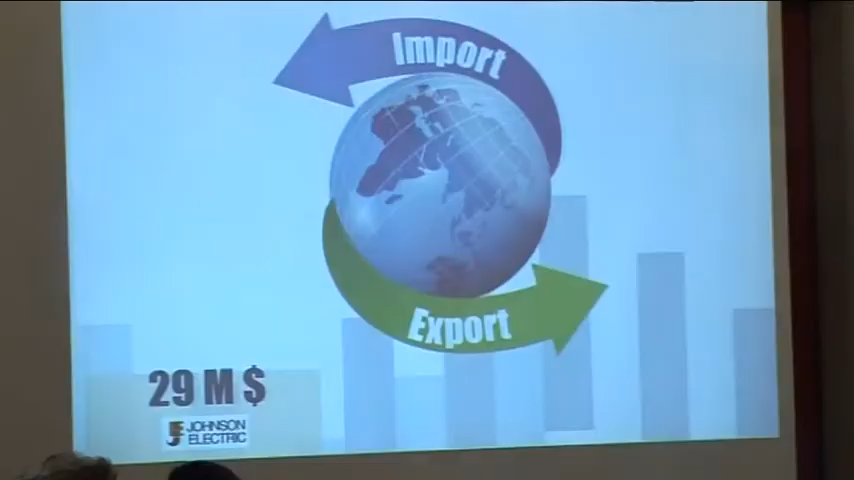 Import
Export
29 M $
JOHNSON
ELECTRIC